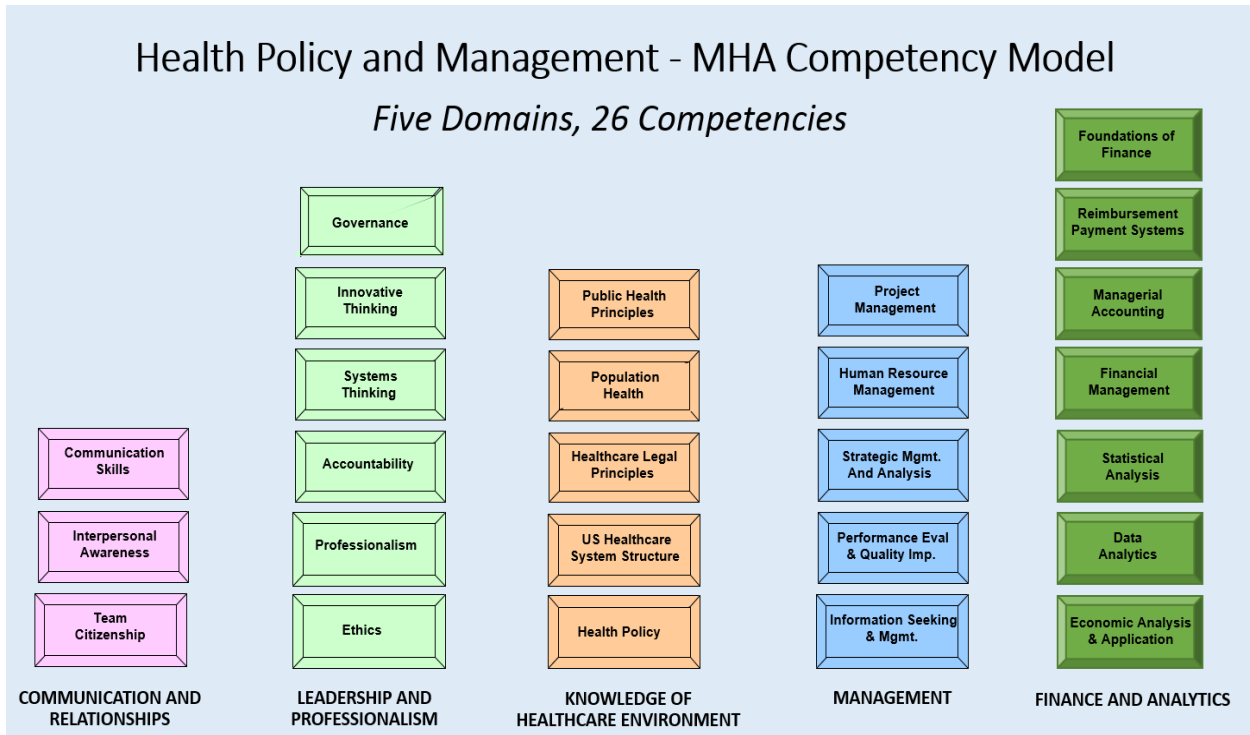 Health Policy and Management - MHA Competency Model
Five Domains, 26 Competencies
Communication
Skills
Interpersonal
Awareness
Team
Citizenship
COMMUNICATION AND
RELATIONSHIPS
Governance
Innovative
Thinking
Systems
Thinking
Accountability
Professionalism
Ethics
LEADERSHIP AND
PROFESSIONALISM
Public Health
Principles
Population
Health
Healthcare Legal
Principles
US Healthcare
System Structure
Health Policy
KNOWLEDGE OF
HEALTHCARE ENVIRONMENT
Project
Management
Human Resource
Management
Strategic Mgmt.
And Analysis
Performance Eval
& Quality Imp.
Information Seeking
& Mgmt.
MANAGEMENT
Foundations of
Finance
Reimbursement
Payment Systems
Managerial
Accounting
Financial
Management
Statistical
Analysis
Data
Analytics
Economic Analysis
& Application
FINANCE AND ANALYTICS